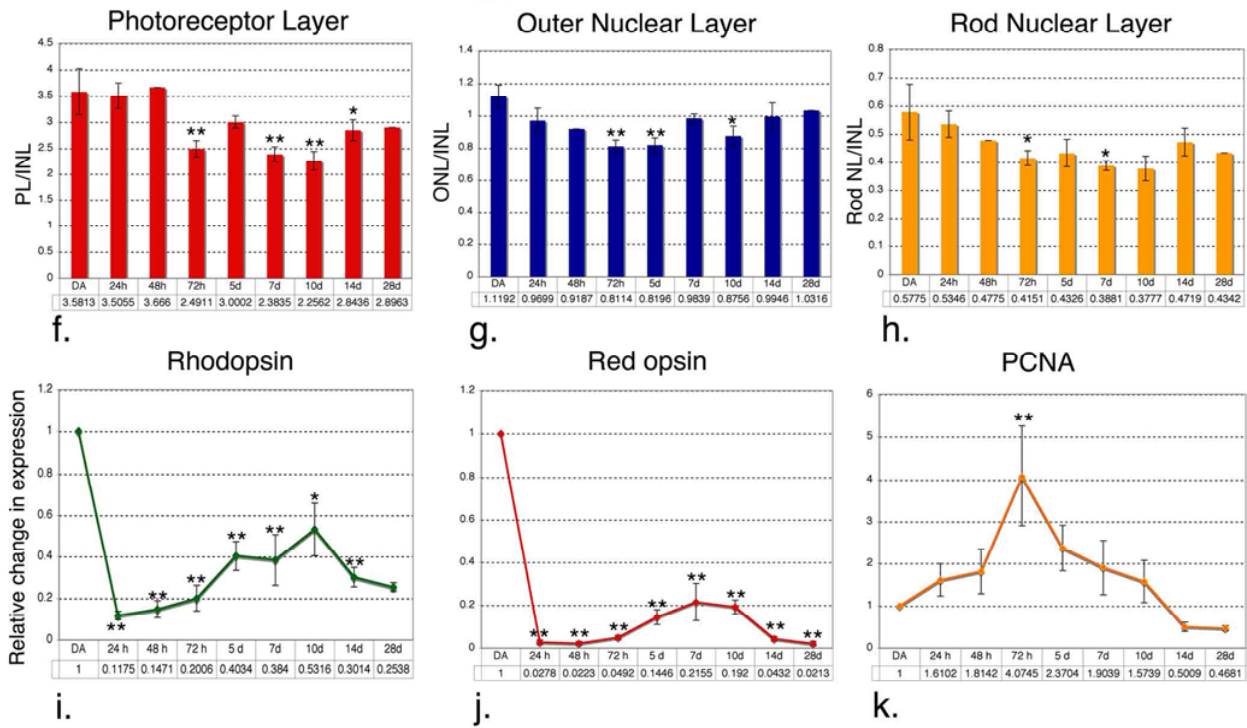 Photoreceptor Layer
PL/INL
4.5
4
3.5
3
2.5
2
1.5
1
0.5
0
** ** ** *
DA 24h 48h 72h 5d 7d 10d 14d 28d
3.5813 3.5055 3.666 2.4911 3.0002 2.3835 2.2562 2.8436 2.8963
f.
Outer Nuclear Layer
ONL/INL
1.4
1.2
1
0.8
0.6
0.4
0.2
0
** ** *
DA 24h 48h 72h 5d 7d 10d 14d 28d
1.1192 0.9699 0.9187 0.8114 0.8196 0.9839 0.8756 0.9946 1.0316
g.
Rod Nuclear Layer
Rod NL/INL
0.8
0.7
0.6
0.5
0.4
0.3
0.2
0.1
0
* *
DA 24h 48h 72h 5d 7d 10d 14d 28d
0.5775 0.5346 0.4775 0.4151 0.4326 0.3881 0.3777 0.4719 0.4342
h.
Rhodopsin
Relative change in expression
1.2
1
0.8
0.6
0.4
0.2
0
** ** ** ** ** * **
DA 24 h 48 h 72 h 5 d 7d 10d 14d 28d
1 0.1175 0.1471 0.2006 0.4034 0.384 0.5316 0.3014 0.2538
i.
Red opsin
1.2
1
0.8
0.6
0.4
0.2
0
** ** ** ** ** ** ** **
DA 24 h 48 h 72 h 5 d 7d 10d 14d 28d
1 0.0278 0.0223 0.0492 0.1446 0.2155 0.192 0.0432 0.0213
j.
PCNA
6
5
4
3
2
1
0
**
DA 24 h 48 h 72 h 5 d 7d 10d 14d 28d
1 1.6102 1.8142 4.0745 2.3704 1.9039 1.5739 0.5009 0.4681
k.